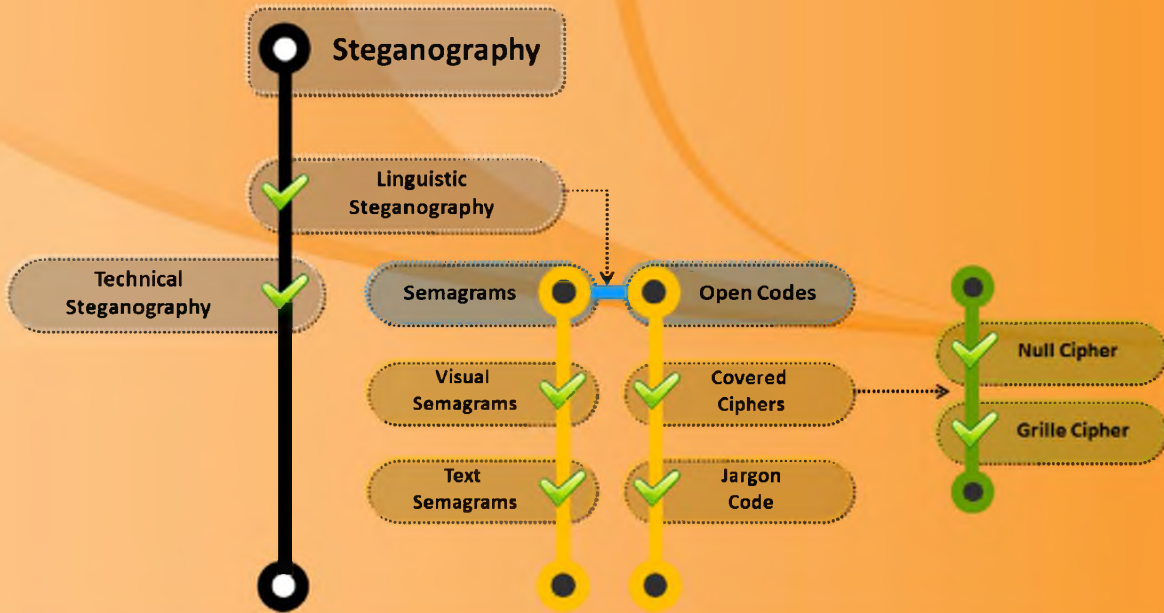 Steganography
Linguistic
Steganography
Technical
Steganography
Semagrams
Open Codes
Visual
Semagrams
Covered
Ciphers
Null Cipher
Grille Cipher
Text
Semagrams
Jargon
Code